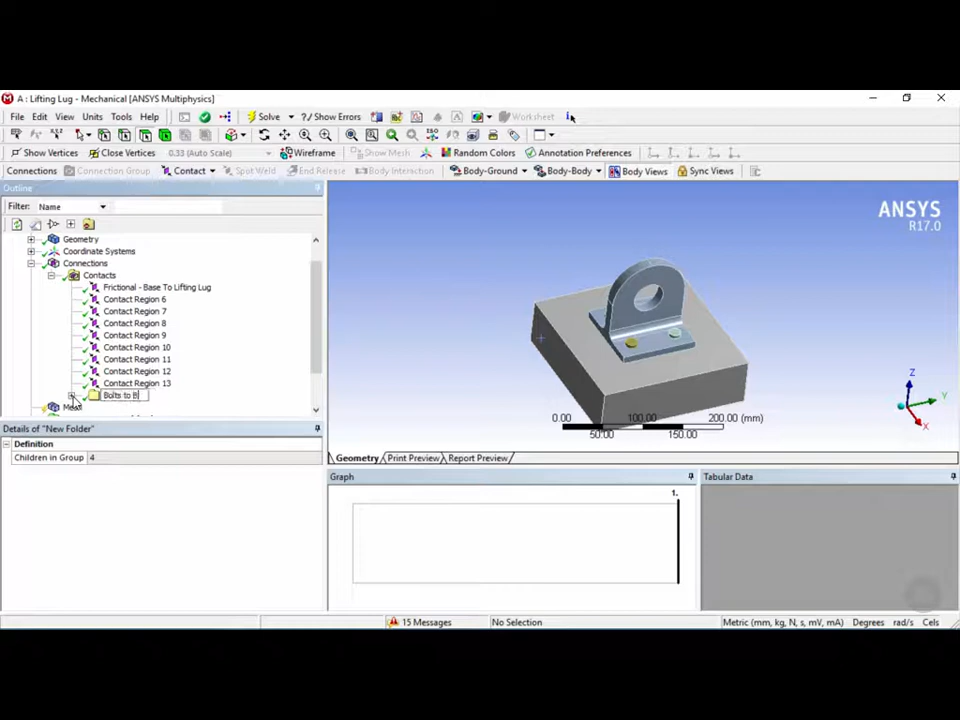 A : Lifting Lug - Mechanical [ANSYS Multiphysics]
File Edit View Units Tools Help Solve ?/ Show Errors Worksheet
Show Vertices Close Vertices 0.33 (Auto Scale) Wireframe Show Mesh Random Colors Annotation Preferences
Connections Connection Group Contact Spot Weld End Release Body Interaction Body-Ground Body-Body Body Views Sync Views
Outline
Filter: Name
Geometry
Coordinate Systems
Connections
Contacts
Frictional - Base To Lifting Lug
Contact Region 6
Contact Region 7
Contact Region 8
Contact Region 9
Contact Region 10
Contact Region 11
Contact Region 12
Contact Region 13
Bolts to B
ANSYS
R17.0
Z
Y
X
0.00 100.00 200.00 (mm)
50.00 150.00
Geometry Print Preview Report Preview
Details of "New Folder"
Definition
Children in Group 4
Graph
1.
Tabular Data
15 Messages No Selection Metric (mm, kg, N, s, mV, mA) Degrees rad/s Cels